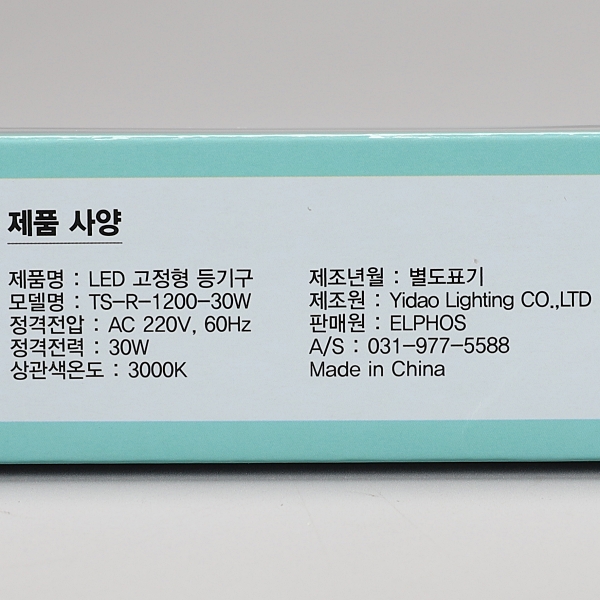 제품 사양
제품명 : LED 고정형 등기구
모델명 : TS-R-1200-30W
정격전압 : AC 220V, 60Hz
정격전력 : 30W
상관색온도 : 3000K
제조년월 : 별도표기
제조원 : Yidao Lighting CO.,LTD
판매원 : ELPHOS
A/S : 031-977-5588
Made in China